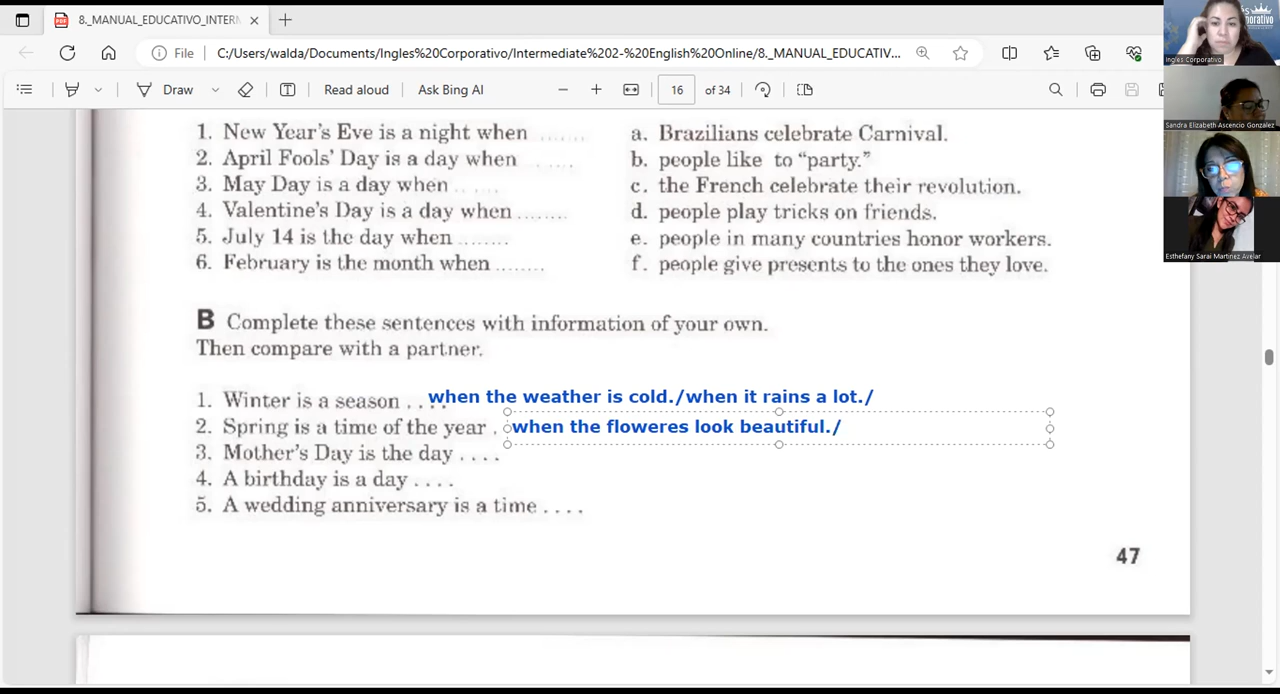 8._MANUAL_EDUCATIVO_INTERM
File C:/Users/walda/Documents/Ingles%20Corporativo/Intermediate%202-%20English%20Online/8._MANUAL_EDUCATIV...
Draw Read aloud Ask Bing AI 16 of 34
Ingles Corporativo
Sandra Elizabeth Ascencio Gonzalez
Esthefany Sarai Martinez Avelar
1. New Year's Eve is a night when ...... a. Brazilians celebrate Carnival.
2. April Fools' Day is a day when ...... b. people like to "party."
3. May Day is a day when ...... c. the French celebrate their revolution.
4. Valentine's Day is a day when ........ d. people play tricks on friends.
5. July 14 is the day when ........ e. people in many countries honor workers.
6. February is the month when ........ f. people give presents to the ones they love.
B Complete these sentences with information of your own.
Then compare with a partner.
1. Winter is a season .... when the weather is cold./when it rains a lot./
2. Spring is a time of the year . when the floweres look beautiful./
3. Mother's Day is the day ....
4. A birthday is a day ....
5. A wedding anniversary is a time ....
47